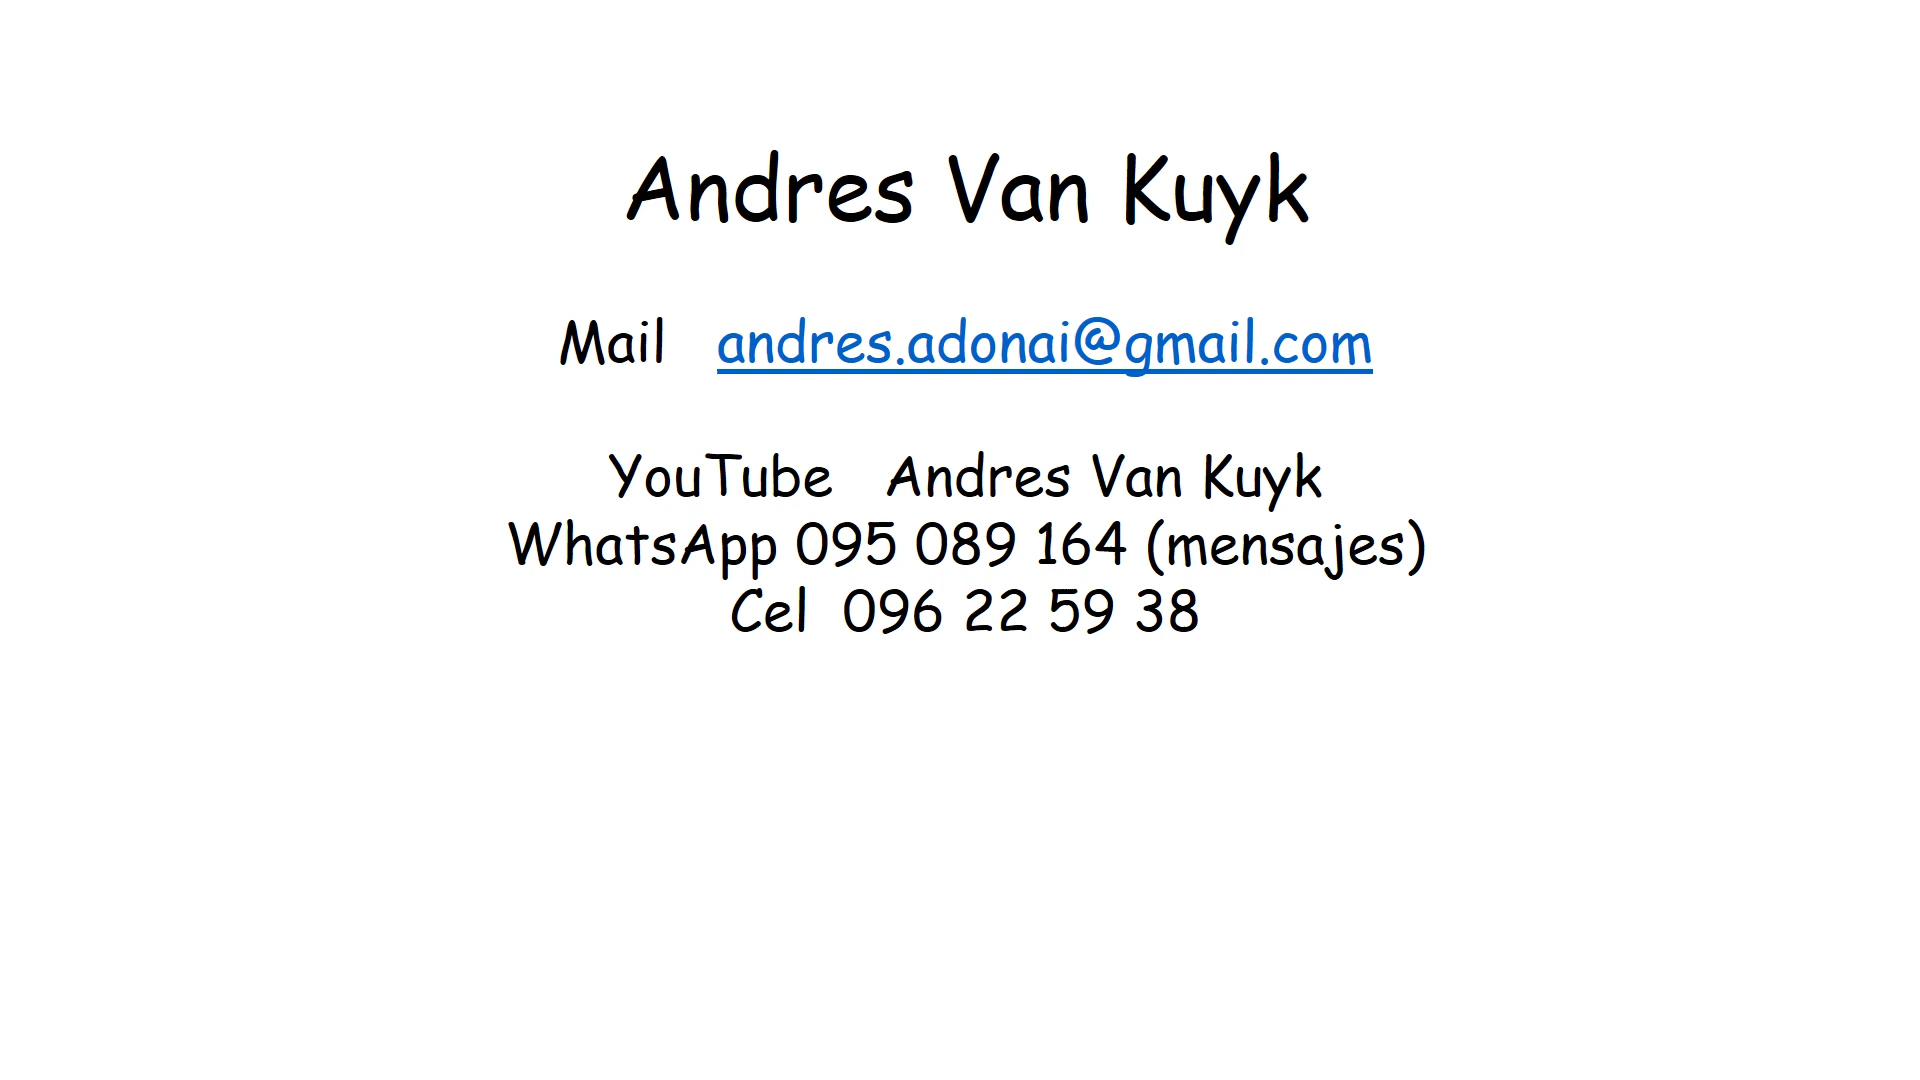 Andres Van Kuyk
Mail andres.adonai@gmail.com
YouTube Andres Van Kuyk
WhatsApp 095 089 164 (mensajes)
Cel 096 22 59 38